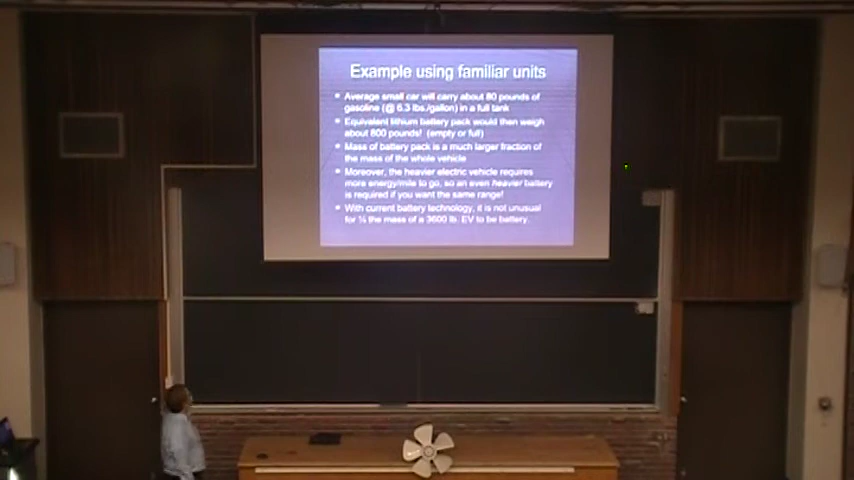 Example using familiar units
Average small car will carry about 80 pounds of
gasoline (@ 6.3 lbs./gallon) in a full tank
Equivalent lithium battery pack would then weigh
about 800 pounds! (empty or full)
Mass of battery pack is a much larger fraction of
the mass of the whole vehicle
Moreover, the heavier electric vehicle requires
more energy/mile to go, so an even heavier battery
is required if you want the same range!
With current battery technology, it is not unusual
for ¼ the mass of a 3600 lb. EV to be battery.